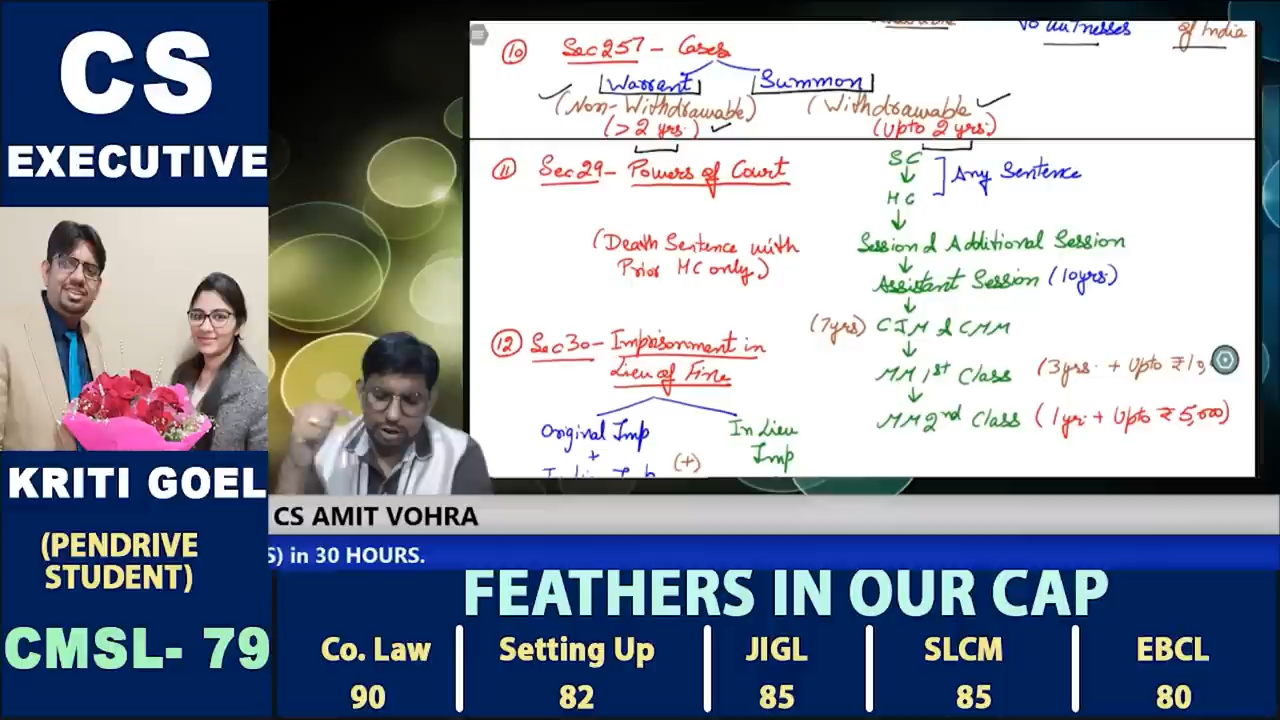 CS
EXECUTIVE
KRITI GOEL
(PENDRIVE
STUDENT)
CMSL- 79
Witnesses
of India
10 Sec 257 - Cases
Warrant Summon
(Non-Withdrawable) (Withdrawable)
(> 2 yrs.) (Upto 2 yrs.)
11 Sec 29- Powers of Court
SC
HC
Any Sentence
(Death Sentence with
Prior HC only)
Session & Additional Session
Assistant Session (10yrs.)
(7yrs) CJM & CMM
MM 1st Class (3yrs. + Upto ₹
MM 2nd Class (1yr. + Upto ₹ 5,000)
12 Sec 30- Imprisonment in
Lieu of Fine
Original Imp
+
(+)
In Lieu
Imp
CS AMIT VOHRA
S) in 30 HOURS.
FEATHERS IN OUR CAP
Co. Law Setting Up JIGL SLCM EBCL
90 82 85 85 80